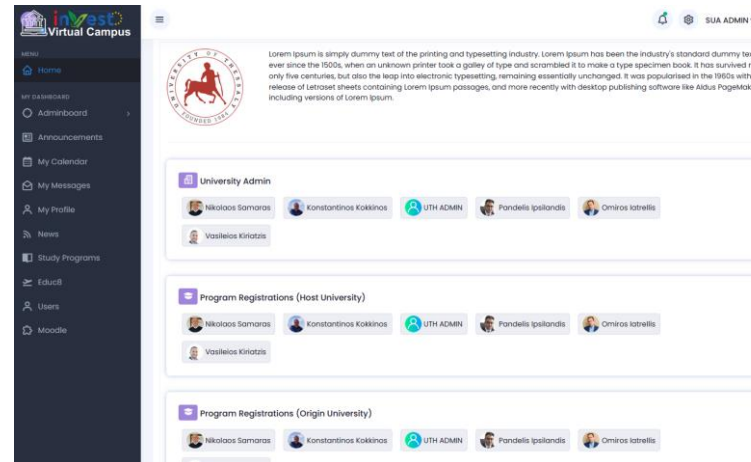 invest
Virtual Campus
SUA ADMIN
MENU
Home
MY DASHBOARD
Adminboard
Announcements
My Calendar
My Messages
My Profile
News
Study Programs
Educ8
Users
Moodle
UNIVERSITY OF THESSALY
FOUNDED 1984
Lorem Ipsum is simply dummy text of the printing and typesetting industry. Lorem Ipsum has been the industry's standard dummy tex
ever since the 1500s, when an unknown printer took a galley of type and scrambled it to make a type specimen book. It has survived n
only five centuries, but also the leap into electronic typesetting, remaining essentially unchanged. It was popularised in the 1960s with
release of Letraset sheets containing Lorem Ipsum passages, and more recently with desktop publishing software like Aldus PageMak
including versions of Lorem Ipsum.
University Admin
Nikolaos Samaras Konstantinos Kokkinos UTH ADMIN Pandelis Ipsilandis Omiros Iatrellis
Vasileios Kiriatzis
Program Registrations (Host University)
Nikolaos Samaras Konstantinos Kokkinos UTH ADMIN Pandelis Ipsilandis Omiros Iatrellis
Vasileios Kiriatzis
Program Registrations (Origin University)
Nikolaos Samaras Konstantinos Kokkinos UTH ADMIN Pandelis Ipsilandis Omiros Iatrellis